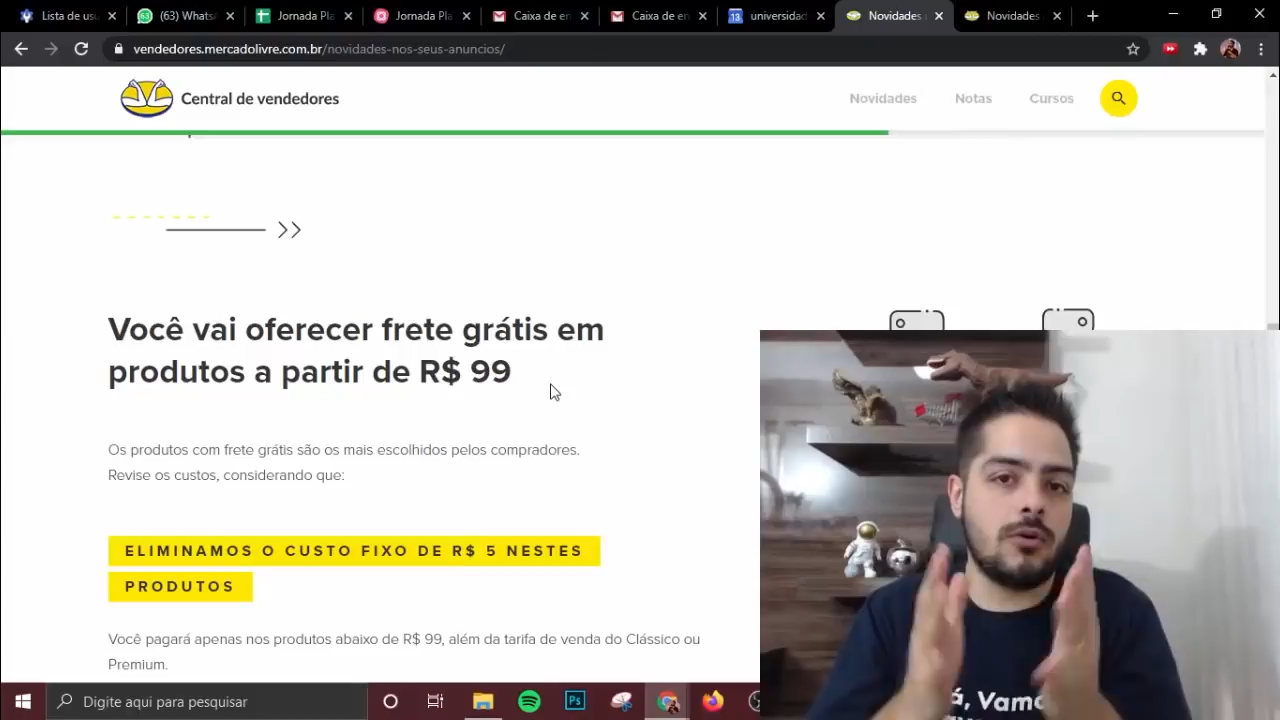 Lista de usu
(63) Whats
Jornada Pla
Jornada Pla
Caixa de en
Caixa de en
universidad
Novidades
Novidades
vendedores.mercadolivre.com.br/novidades-nos-seus-anuncios/
Central de vendedores
Novidades
Notas
Cursos
Você vai oferecer frete grátis em
produtos a partir de R$ 99
Os produtos com frete grátis são os mais escolhidos pelos compradores.
Revise os custos, considerando que:
ELIMINAMOS O CUSTO FIXO DE R$ 5 NESTES
PRODUTOS
Você pagará apenas nos produtos abaixo de R$ 99, além da tarifa de venda do Clássico ou
Premium.
Digite aqui para pesquisar
Ps
13
á, Vamo